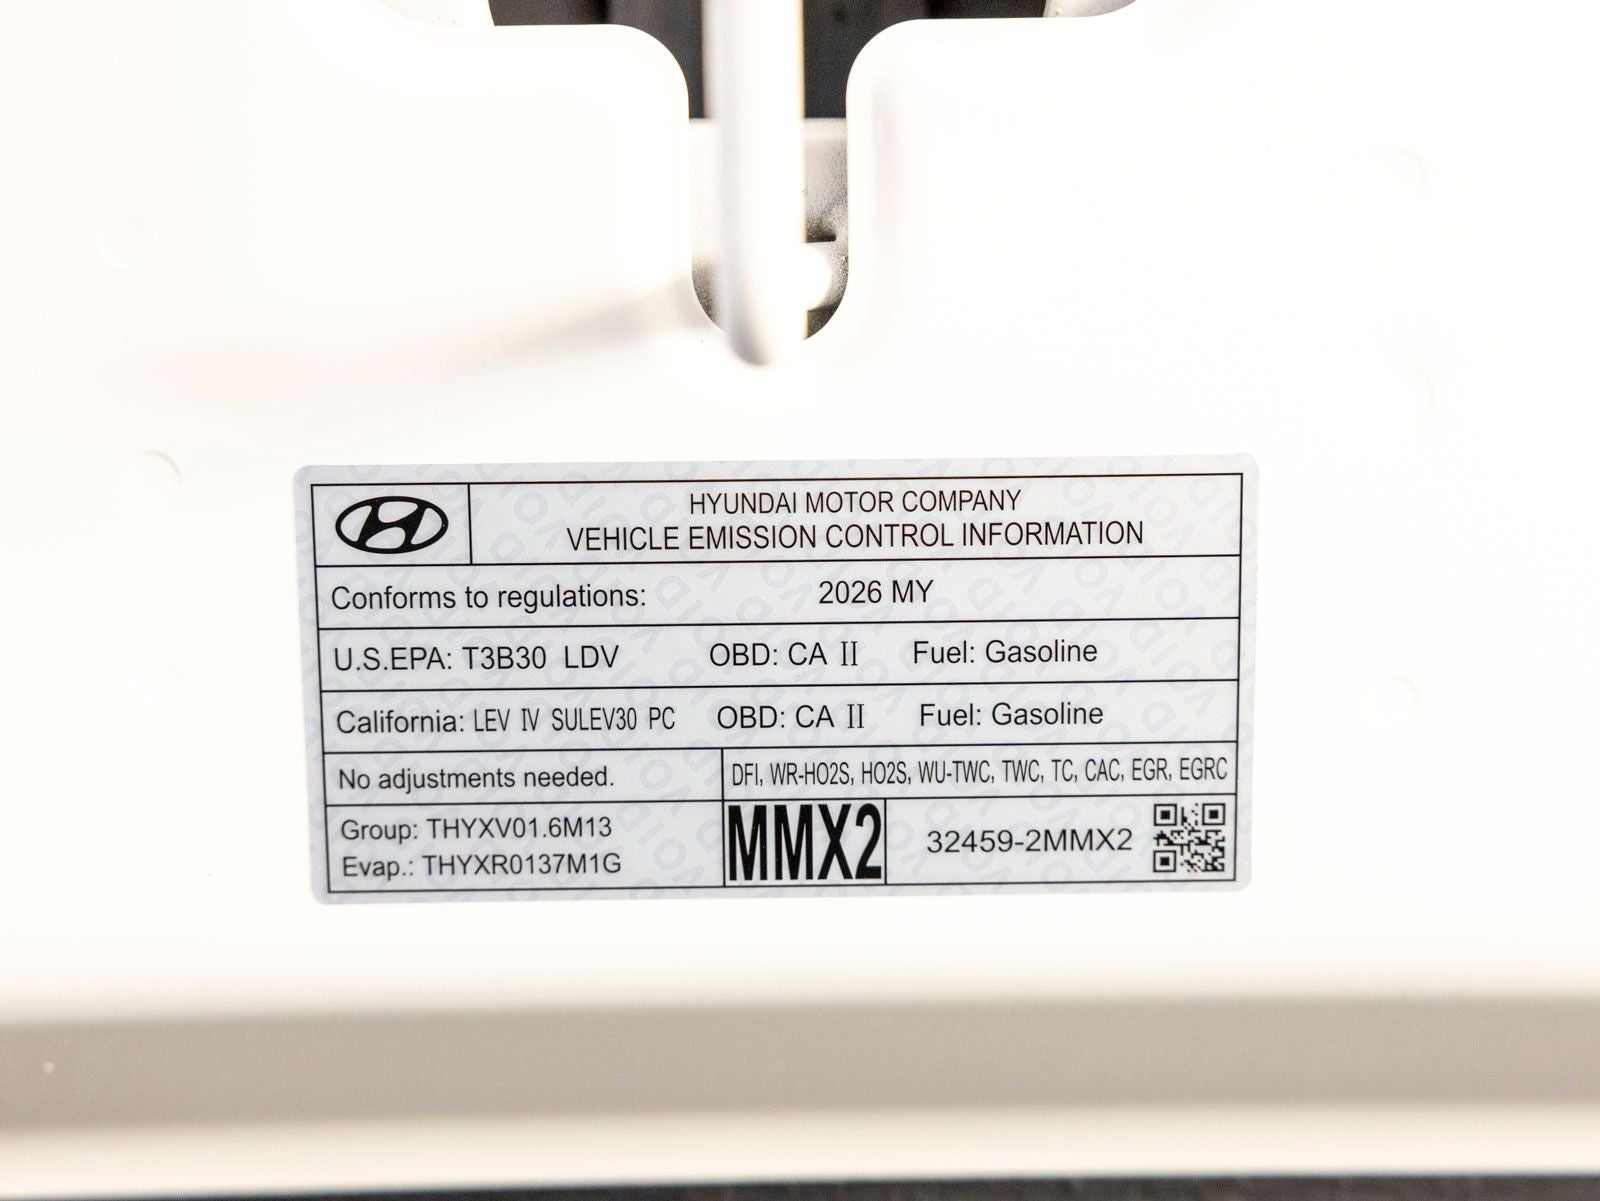 HYUNDAI MOTOR COMPANY
VEHICLE EMISSION CONTROL INFORMATION
Conforms to regulations: 2026 MY
U.S.EPA: T3B30 LDV OBD: CA II Fuel: Gasoline
California: LEV IV SULEV30 PC OBD: CA II Fuel: Gasoline
No adjustments needed. DFI, WR-HO2S, HO2S, WU-TWC, TWC, TC, CAC, EGR, EGRC
Group: THYXV01.6M13
Evap.: THYXR0137M1G
MMX2
32459-2MMX2